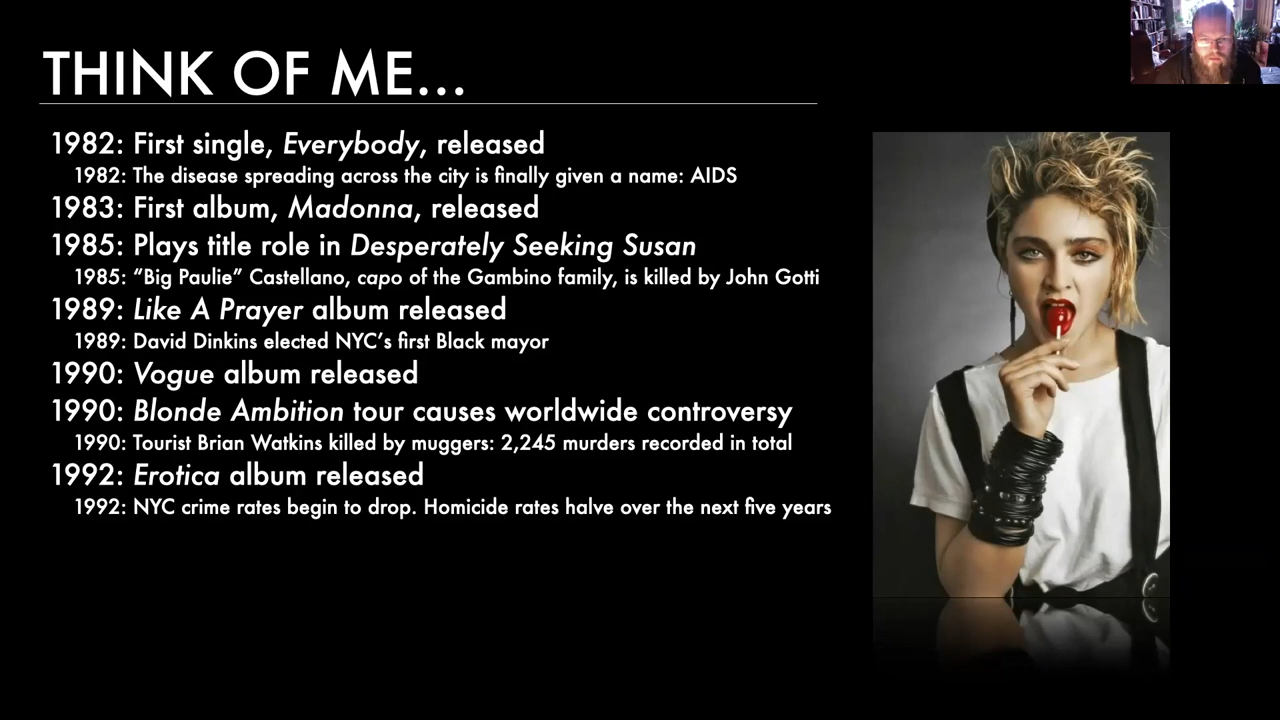 THINK OF ME...
1982: First single, Everybody, released
1982: The disease spreading across the city is finally given a name: AIDS
1983: First album, Madonna, released
1985: Plays title role in Desperately Seeking Susan
1985: “Big Paulie” Castellano, capo of the Gambino family, is killed by John Gotti
1989: Like A Prayer album released
1989: David Dinkins elected NYC’s first Black mayor
1990: Vogue album released
1990: Blonde Ambition tour causes worldwide controversy
1990: Tourist Brian Watkins killed by muggers: 2,245 murders recorded in total
1992: Erotica album released
1992: NYC crime rates begin to drop. Homicide rates halve over the next five years